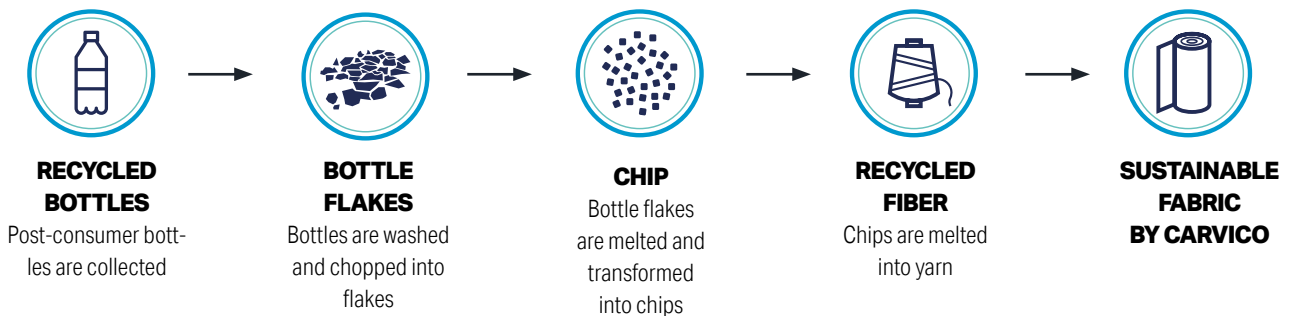 RECYCLED
BOTTLES
Post-consumer bott-
les are collected
BOTTLE
FLAKES
Bottles are washed
and chopped into
flakes
CHIP
Bottle flakes
are melted and
transformed
into chips
RECYCLED
FIBER
Chips are melted
into yarn
SUSTAINABLE
FABRIC
BY CARVICO